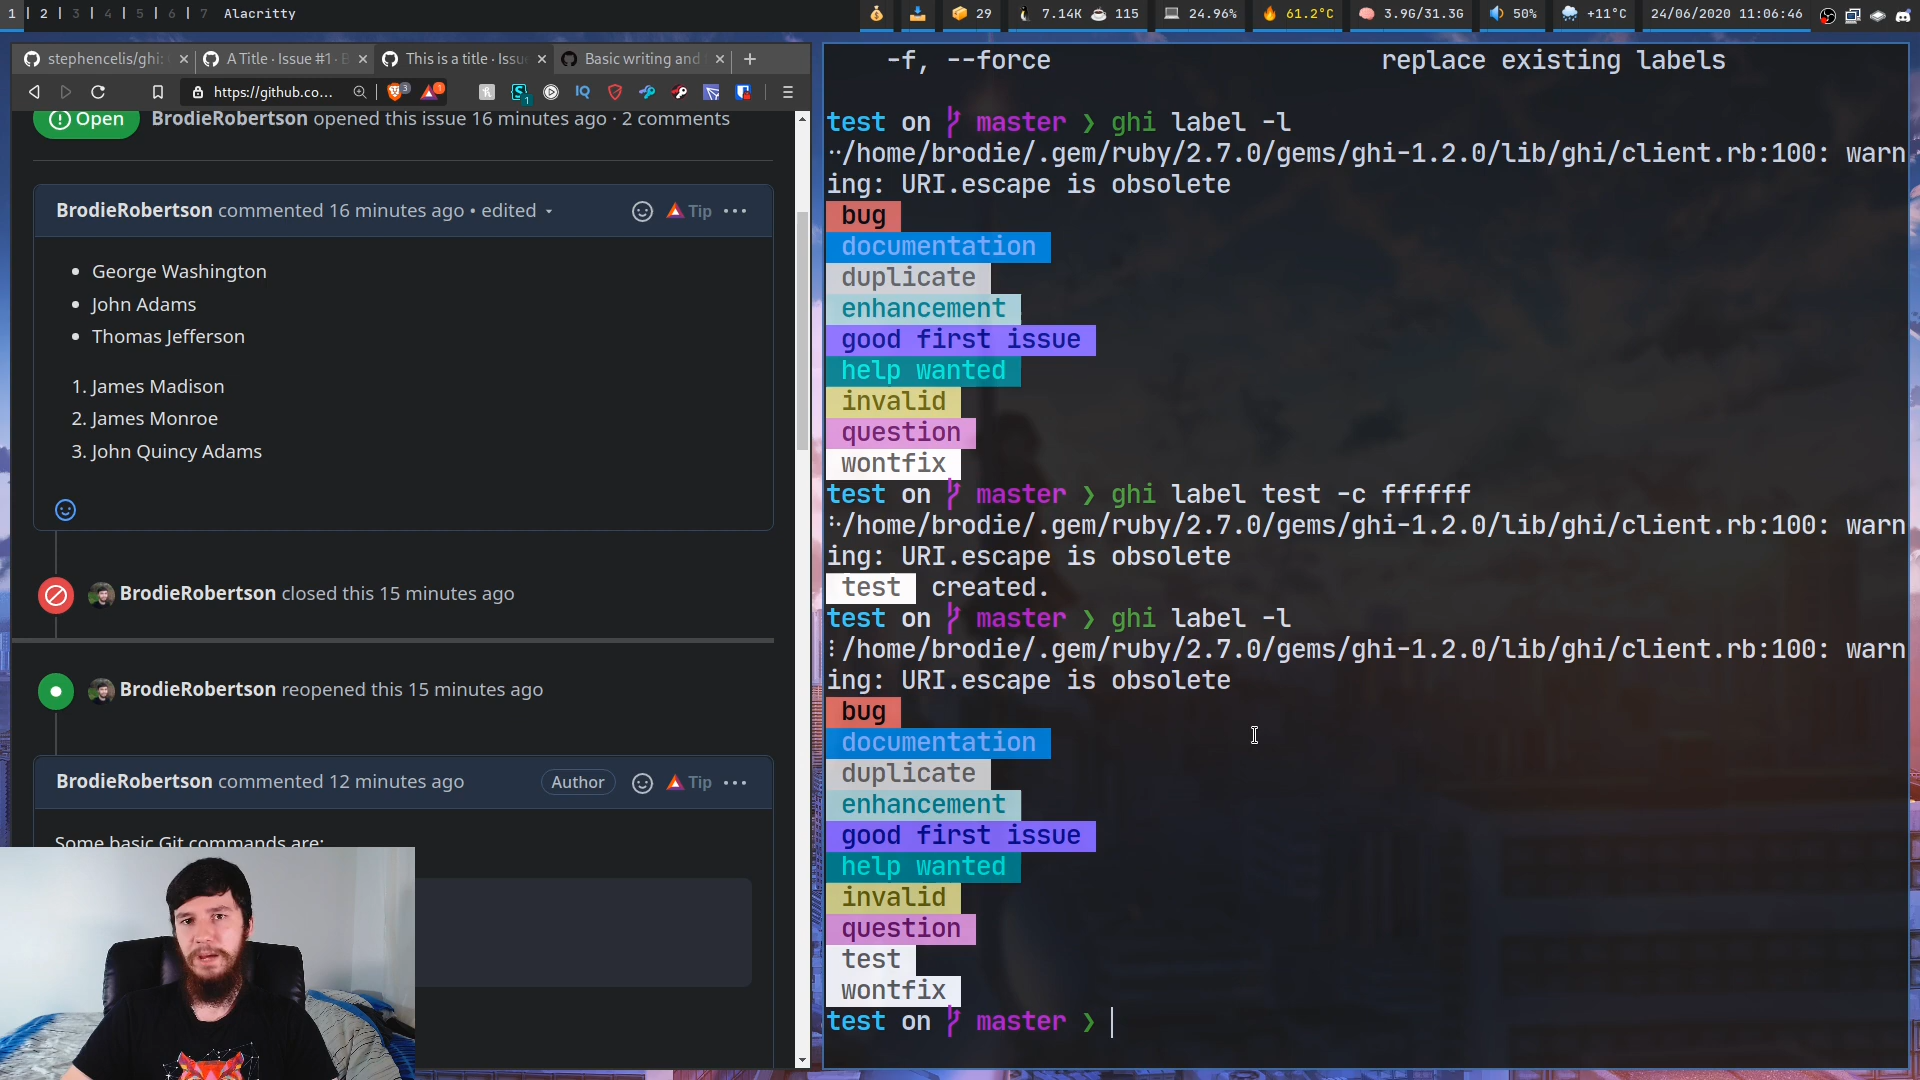 1 | 2 | 3 | 4 | 5 | 6 | 7 Alacritty
29 7.14K 115 24.96% 61.2°C 3.9G/31.3G 50% +11°C 24/06/2020 11:06:46
stephencelis/ghi: A Title · Issue #1 · B This is a title · Issu Basic writing and
https://github.co...
Open BrodieRobertson opened this issue 16 minutes ago · 2 comments
BrodieRobertson commented 16 minutes ago • edited Tip
• George Washington
• John Adams
• Thomas Jefferson
1. James Madison
2. James Monroe
3. John Quincy Adams
BrodieRobertson closed this 15 minutes ago
BrodieRobertson reopened this 15 minutes ago
BrodieRobertson commented 12 minutes ago Author Tip
Some basic Git commands are:
-f, --force replace existing labels
test on master ❯ ghi label -l
/home/brodie/.gem/ruby/2.7.0/gems/ghi-1.2.0/lib/ghi/client.rb:100: warn
ing: URI.escape is obsolete
bug
documentation
duplicate
enhancement
good first issue
help wanted
invalid
question
wontfix
test on master ❯ ghi label test -c ffffff
/home/brodie/.gem/ruby/2.7.0/gems/ghi-1.2.0/lib/ghi/client.rb:100: warn
ing: URI.escape is obsolete
test created.
test on master ❯ ghi label -l
/home/brodie/.gem/ruby/2.7.0/gems/ghi-1.2.0/lib/ghi/client.rb:100: warn
ing: URI.escape is obsolete
bug
documentation
duplicate
enhancement
good first issue
help wanted
invalid
question
test
wontfix
test on master ❯